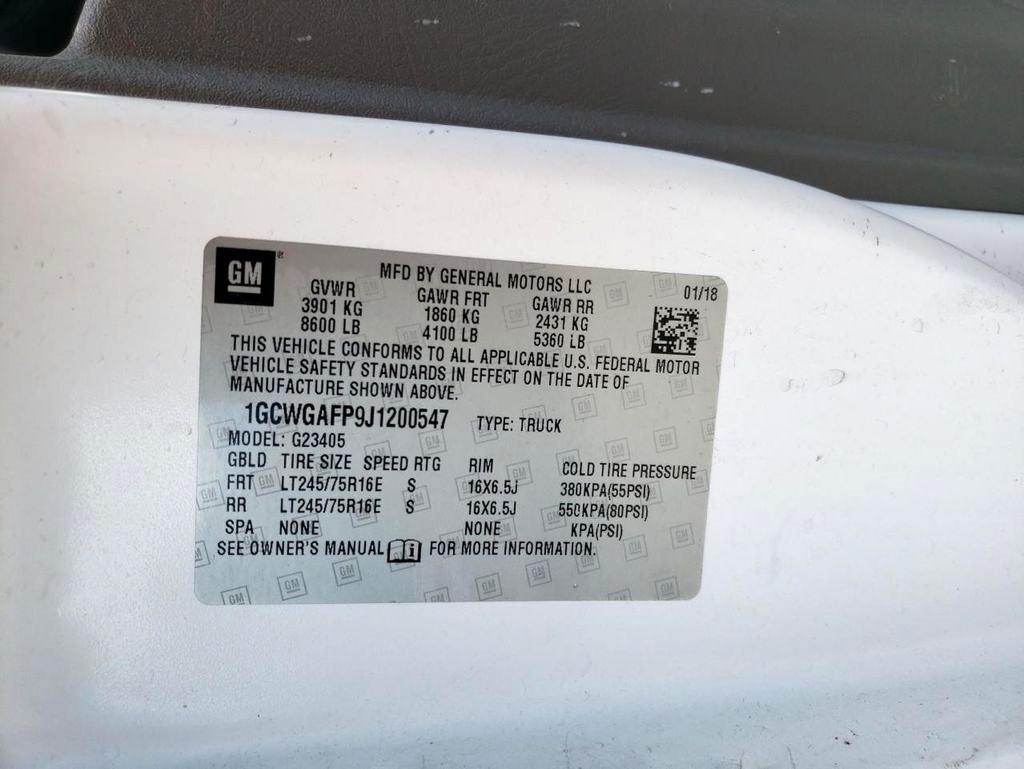 GM ®
MFD BY GENERAL MOTORS LLC
01/18
GVWR GAWR FRT GAWR RR
3901 KG 1860 KG 2431 KG
8600 LB 4100 LB 5360 LB
THIS VEHICLE CONFORMS TO ALL APPLICABLE U.S. FEDERAL MOTOR
VEHICLE SAFETY STANDARDS IN EFFECT ON THE DATE OF
MANUFACTURE SHOWN ABOVE.
1GCWGAFP9J1200547 TYPE: TRUCK
MODEL: G23405
GBLD TIRE SIZE SPEED RTG RIM COLD TIRE PRESSURE
FRT LT245/75R16E S 16X6.5J 380KPA(55PSI)
RR LT245/75R16E S 16X6.5J 550KPA(80PSI)
SPA NONE NONE KPA(PSI)
SEE OWNER'S MANUAL FOR MORE INFORMATION.